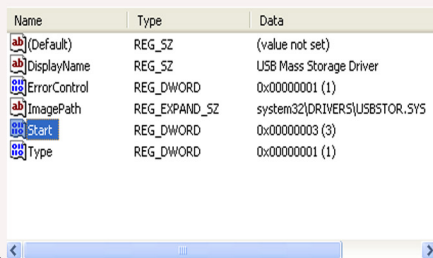 Name Type Data
(Default) REG_SZ (value not set)
DisplayName REG_SZ USB Mass Storage Driver
ErrorControl REG_DWORD 0x00000001 (1)
ImagePath REG_EXPAND_SZ system32\DRIVERS\USBSTOR.SYS
Start REG_DWORD 0x00000003 (3)
Type REG_DWORD 0x00000001 (1)